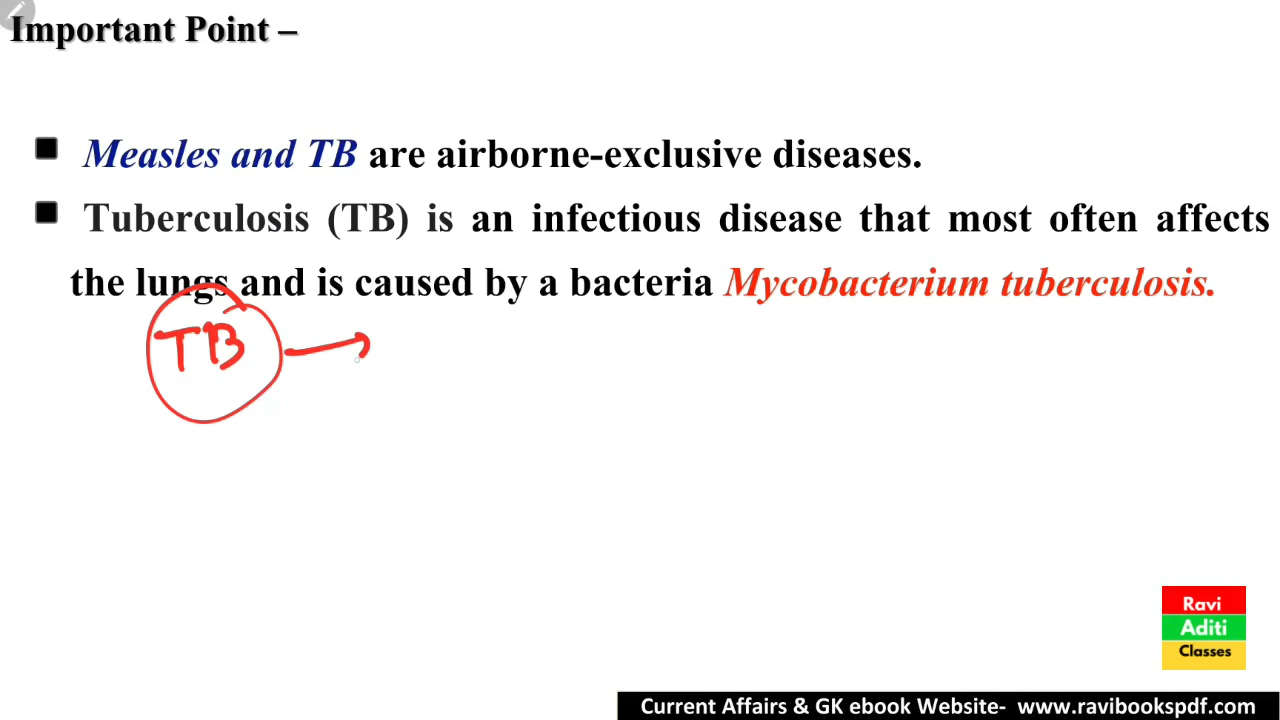 Important Point –
Measles and TB are airborne-exclusive diseases.
Tuberculosis (TB) is an infectious disease that most often affects
the lungs and is caused by a bacteria Mycobacterium tuberculosis.
TB
Ravi
Aditi
Classes
Current Affairs & GK ebook Website- www.ravibookspdf.com